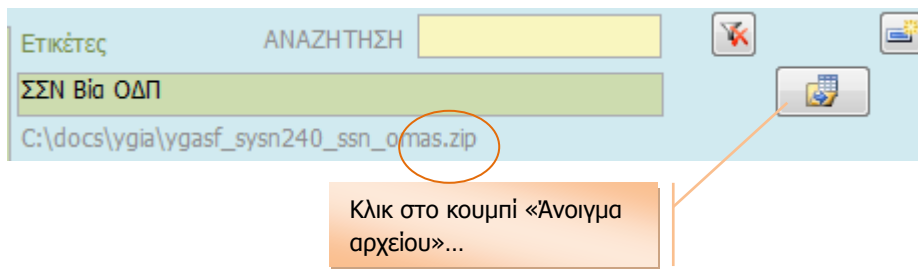 Ετικέτες ΑΝΑΖΗΤΗΣΗ
ΣΣΝ Βία ΟΔΠ
C:\docs\ygia\ygasf_sysn240_ssn_omas.zip
Κλικ στο κουμπί «Άνοιγμα
αρχείου»...